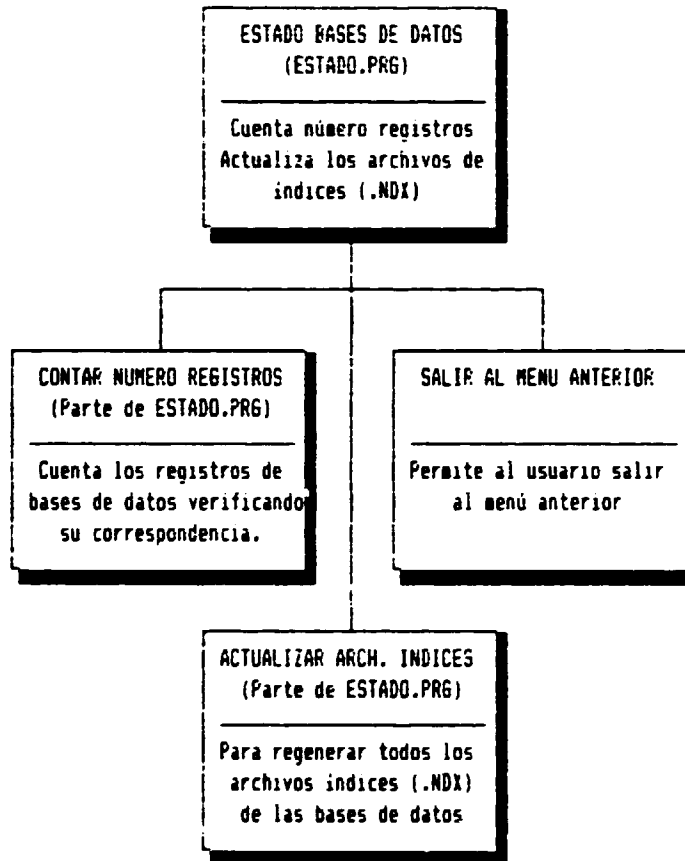 ESTADO BASES DE DATOS
(ESTADO.PRG)
Cuenta número registros
Actualiza los archivos de
indices (.NDX)
CONTAR NUMERO REGISTROS
(Parte de ESTADO.PRG)
Cuenta los registros de
bases de datos verificando
su correspondencia.
SALIR AL MENU ANTERIOR
Permite al usuario salir
al menú anterior
ACTUALIZAR ARCH. INDICES
(Parte de ESTADO.PRG)
Para regenerar todos los
archivos indices (.NDX)
de las bases de datos